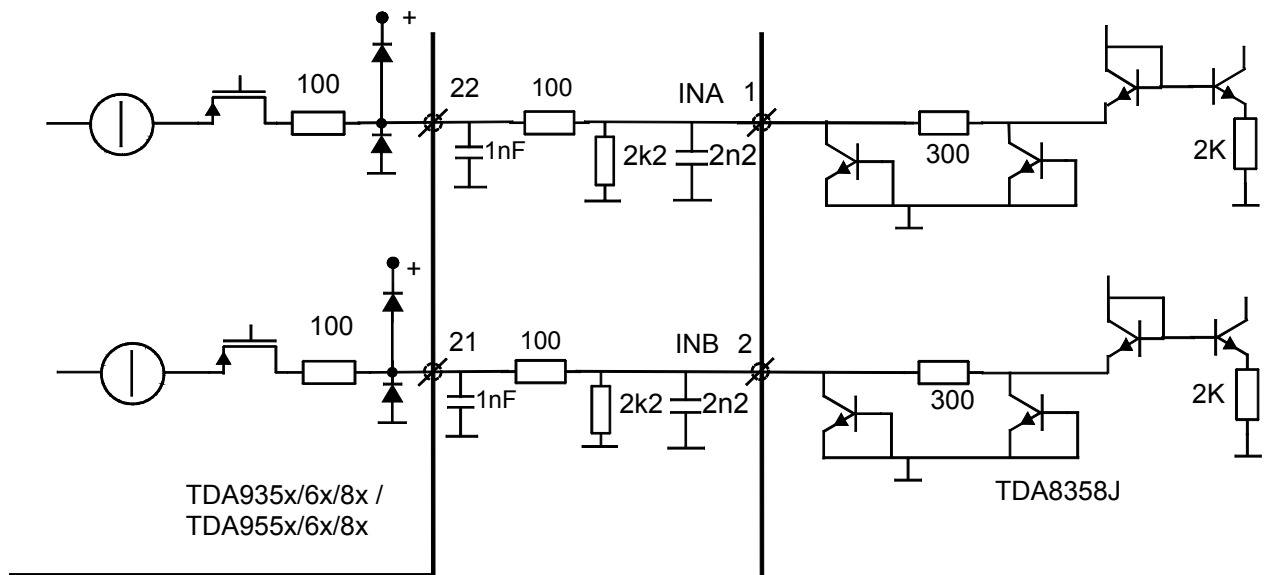 +
100
22
100
INA 1
1nF
2k2
2n2
300
2K
+
100
21
100
INB 2
1nF
2k2
2n2
300
2K
TDA935x/6x/8x /
TDA955x/6x/8x
TDA8358J